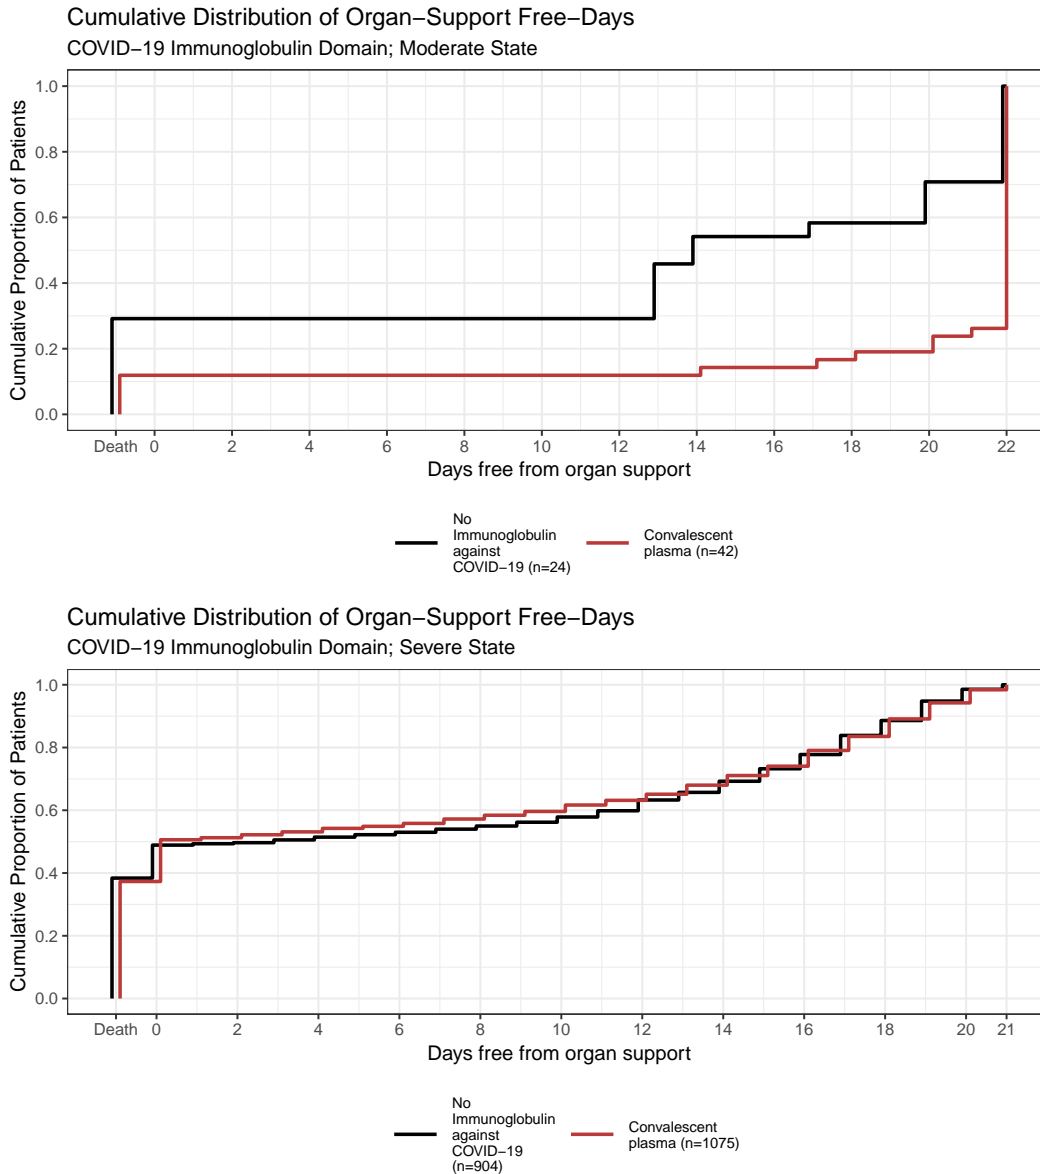 Cumulative Distribution of Organ−Support Free−Days
COVID−19 Immunoglobulin Domain; Moderate State
Cumulative Proportion of Patients
1.0
0.8
0.6
0.4
0.2
0.0
Death 0 2 4 6 8 10 12 14 16 18 20 22
Days free from organ support
No
Immunoglobulin
against
COVID−19 (n=24)
Convalescent
plasma (n=42)
Cumulative Distribution of Organ−Support Free−Days
COVID−19 Immunoglobulin Domain; Severe State
Cumulative Proportion of Patients
1.0
0.8
0.6
0.4
0.2
0.0
Death 0 2 4 6 8 10 12 14 16 18 20 21
Days free from organ support
No
Immunoglobulin
against
COVID−19
(n=904)
Convalescent
plasma (n=1075)